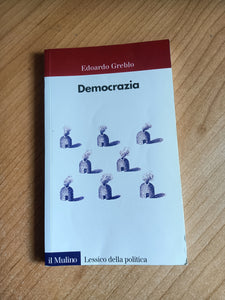 Edoardo Greblo
Democrazia
il Mulino Lessico della politica